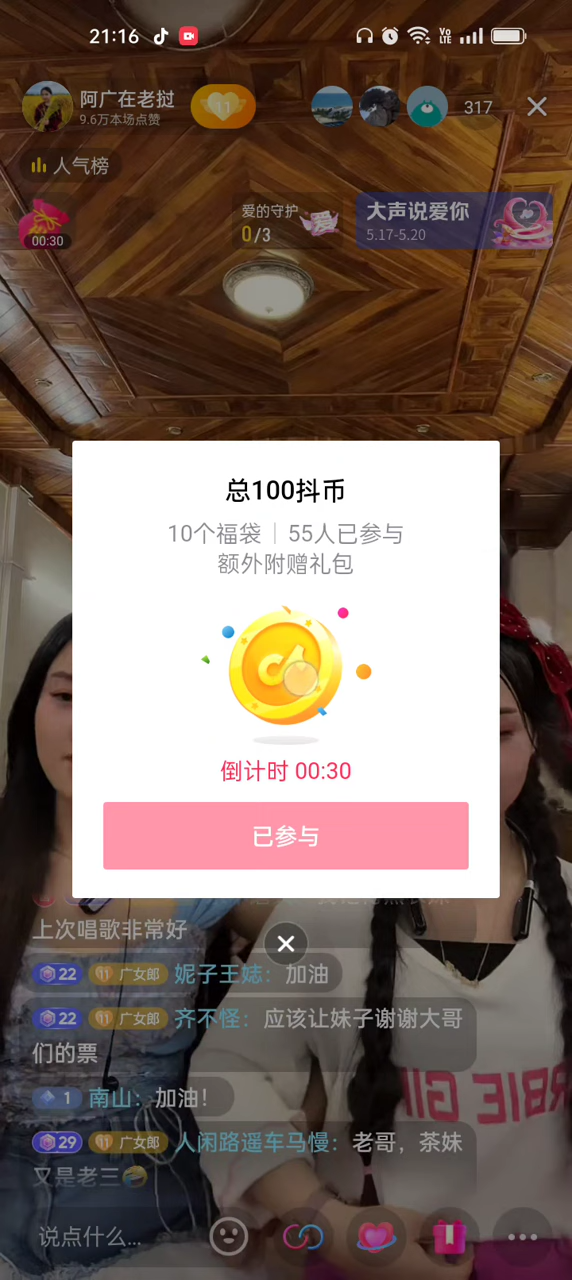 21:16
Vo
LTE
阿广在老挝
9.6万本场点赞
11
317
人气榜
00:30
爱的守护
0/3
爱
大声说爱你
5.17-5.20
总100抖币
10个福袋｜55人已参与
额外附赠礼包
倒计时 00:30
已参与
上次唱歌非常好
22 11 广女郎 妮子王娡：加油
22 11 广女郎 齐不怪：应该让妹子谢谢大哥
们的票
1 南山：加油！
29 11 广女郎 人闲路遥车马慢：老哥，茶妹
又是老三
说点什么...